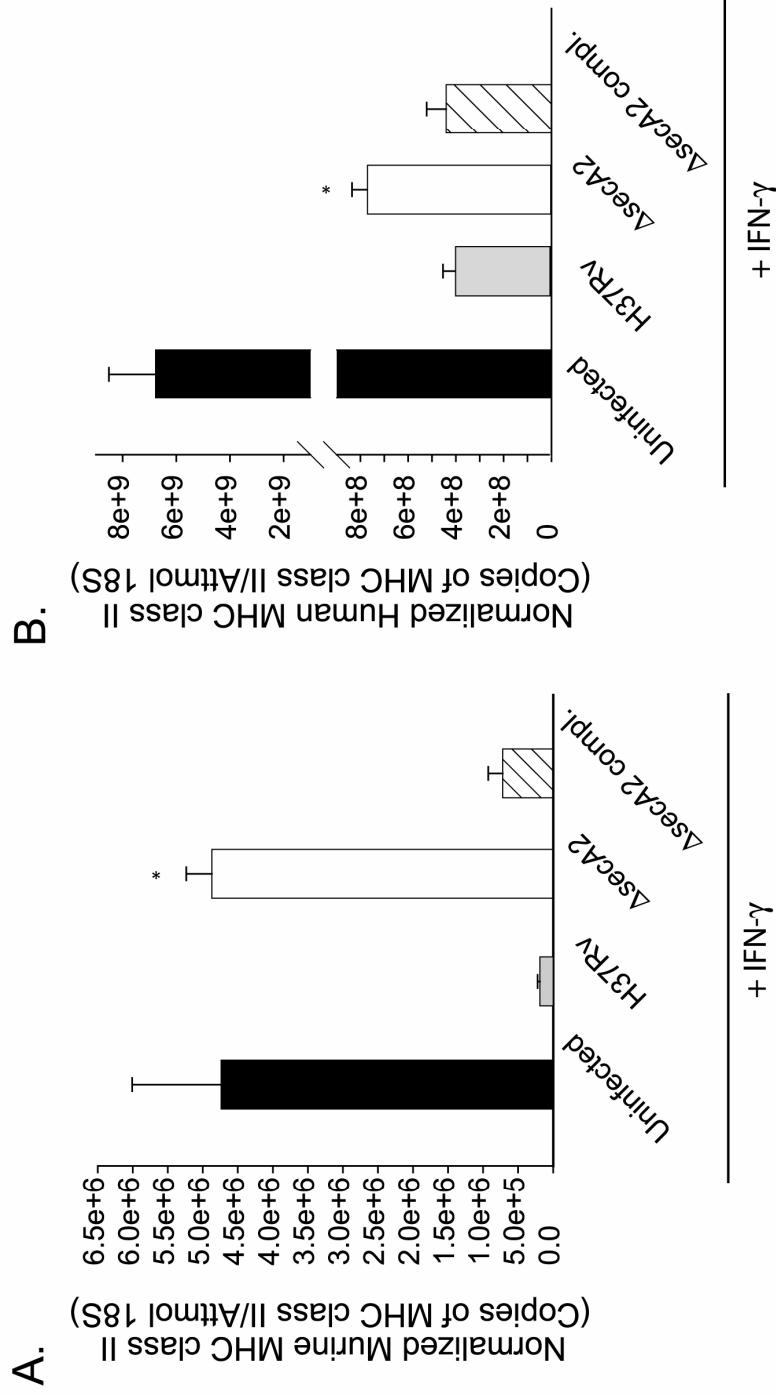 A.
Normalized Murine MHC class II
(Copies of MHC class II/Attmol 18S)
6.5e+6
6.0e+6
5.5e+6
5.0e+6
4.5e+6
3.5e+6
3.0e+6
2.5e+6
2.0e+6
1.5e+6
1.0e+6
5.0e+5
0.0
*
Uninfected
H37Rv
ΔsecA2
ΔsecA2 compl.
+ IFN-γ
B.
Normalized Human MHC class II
(Copies of MHC class II/Attmol 18S)
8e+9
6e+9
4e+9
2e+9
8e+8
6e+8
4e+8
2e+8
0
*
Uninfected
H37Rv
ΔsecA2
ΔsecA2 compl.
+ IFN-γ